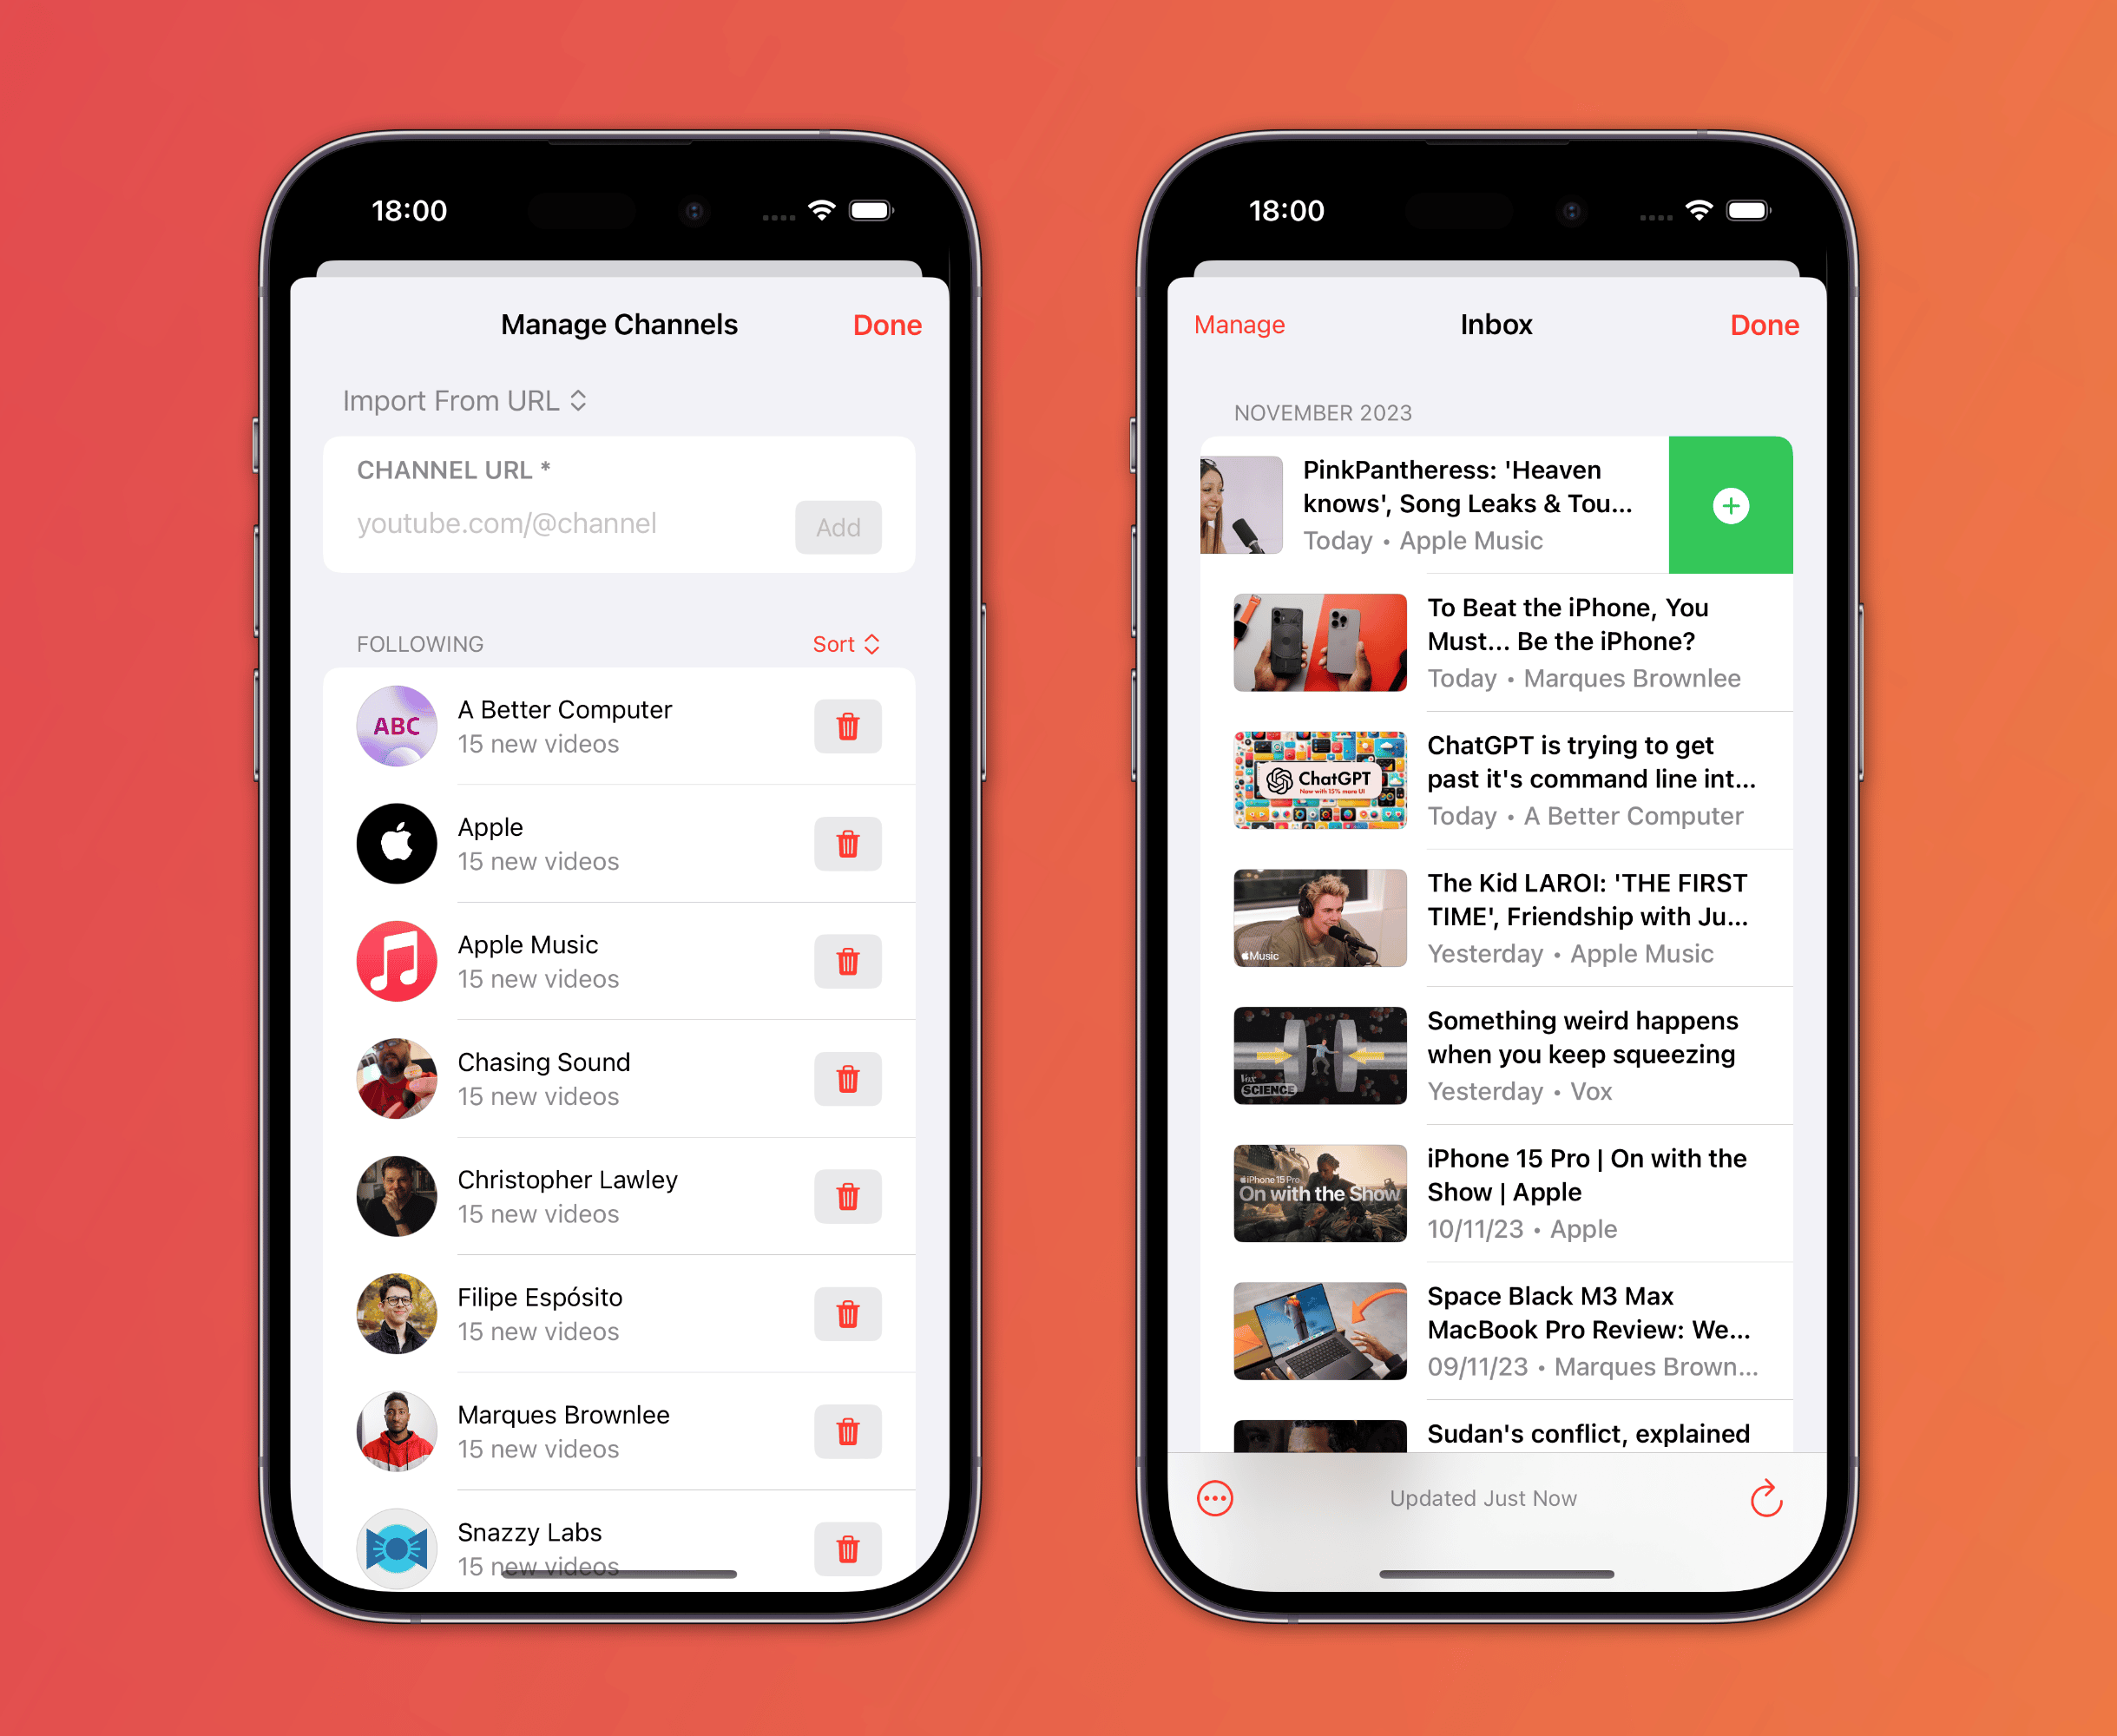 18:00
Manage Channels
Done
Import From URL
CHANNEL URL *
youtube.com/@channel
Add
FOLLOWING
Sort
ABC
A Better Computer
15 new videos
Apple
15 new videos
Apple Music
15 new videos
Chasing Sound
15 new videos
Christopher Lawley
15 new videos
Filipe Espósito
15 new videos
Marques Brownlee
15 new videos
Snazzy Labs
15 new videos
18:00
Manage
Inbox
Done
NOVEMBER 2023
PinkPantheress: 'Heaven
knows', Song Leaks & Tou...
Today • Apple Music
To Beat the iPhone, You
Must... Be the iPhone?
Today • Marques Brownlee
ChatGPT
Now with 15% more UI
ChatGPT is trying to get
past it's command line int...
Today • A Better Computer
Music
The Kid LAROI: 'THE FIRST
TIME', Friendship with Ju...
Yesterday • Apple Music
Vox
SCIENCE
Something weird happens
when you keep squeezing
Yesterday • Vox
iPhone 15 Pro
On with the Show
iPhone 15 Pro | On with the
Show | Apple
10/11/23 • Apple
Space Black M3 Max
MacBook Pro Review: We...
09/11/23 • Marques Brown...
Sudan's conflict, explained
Updated Just Now